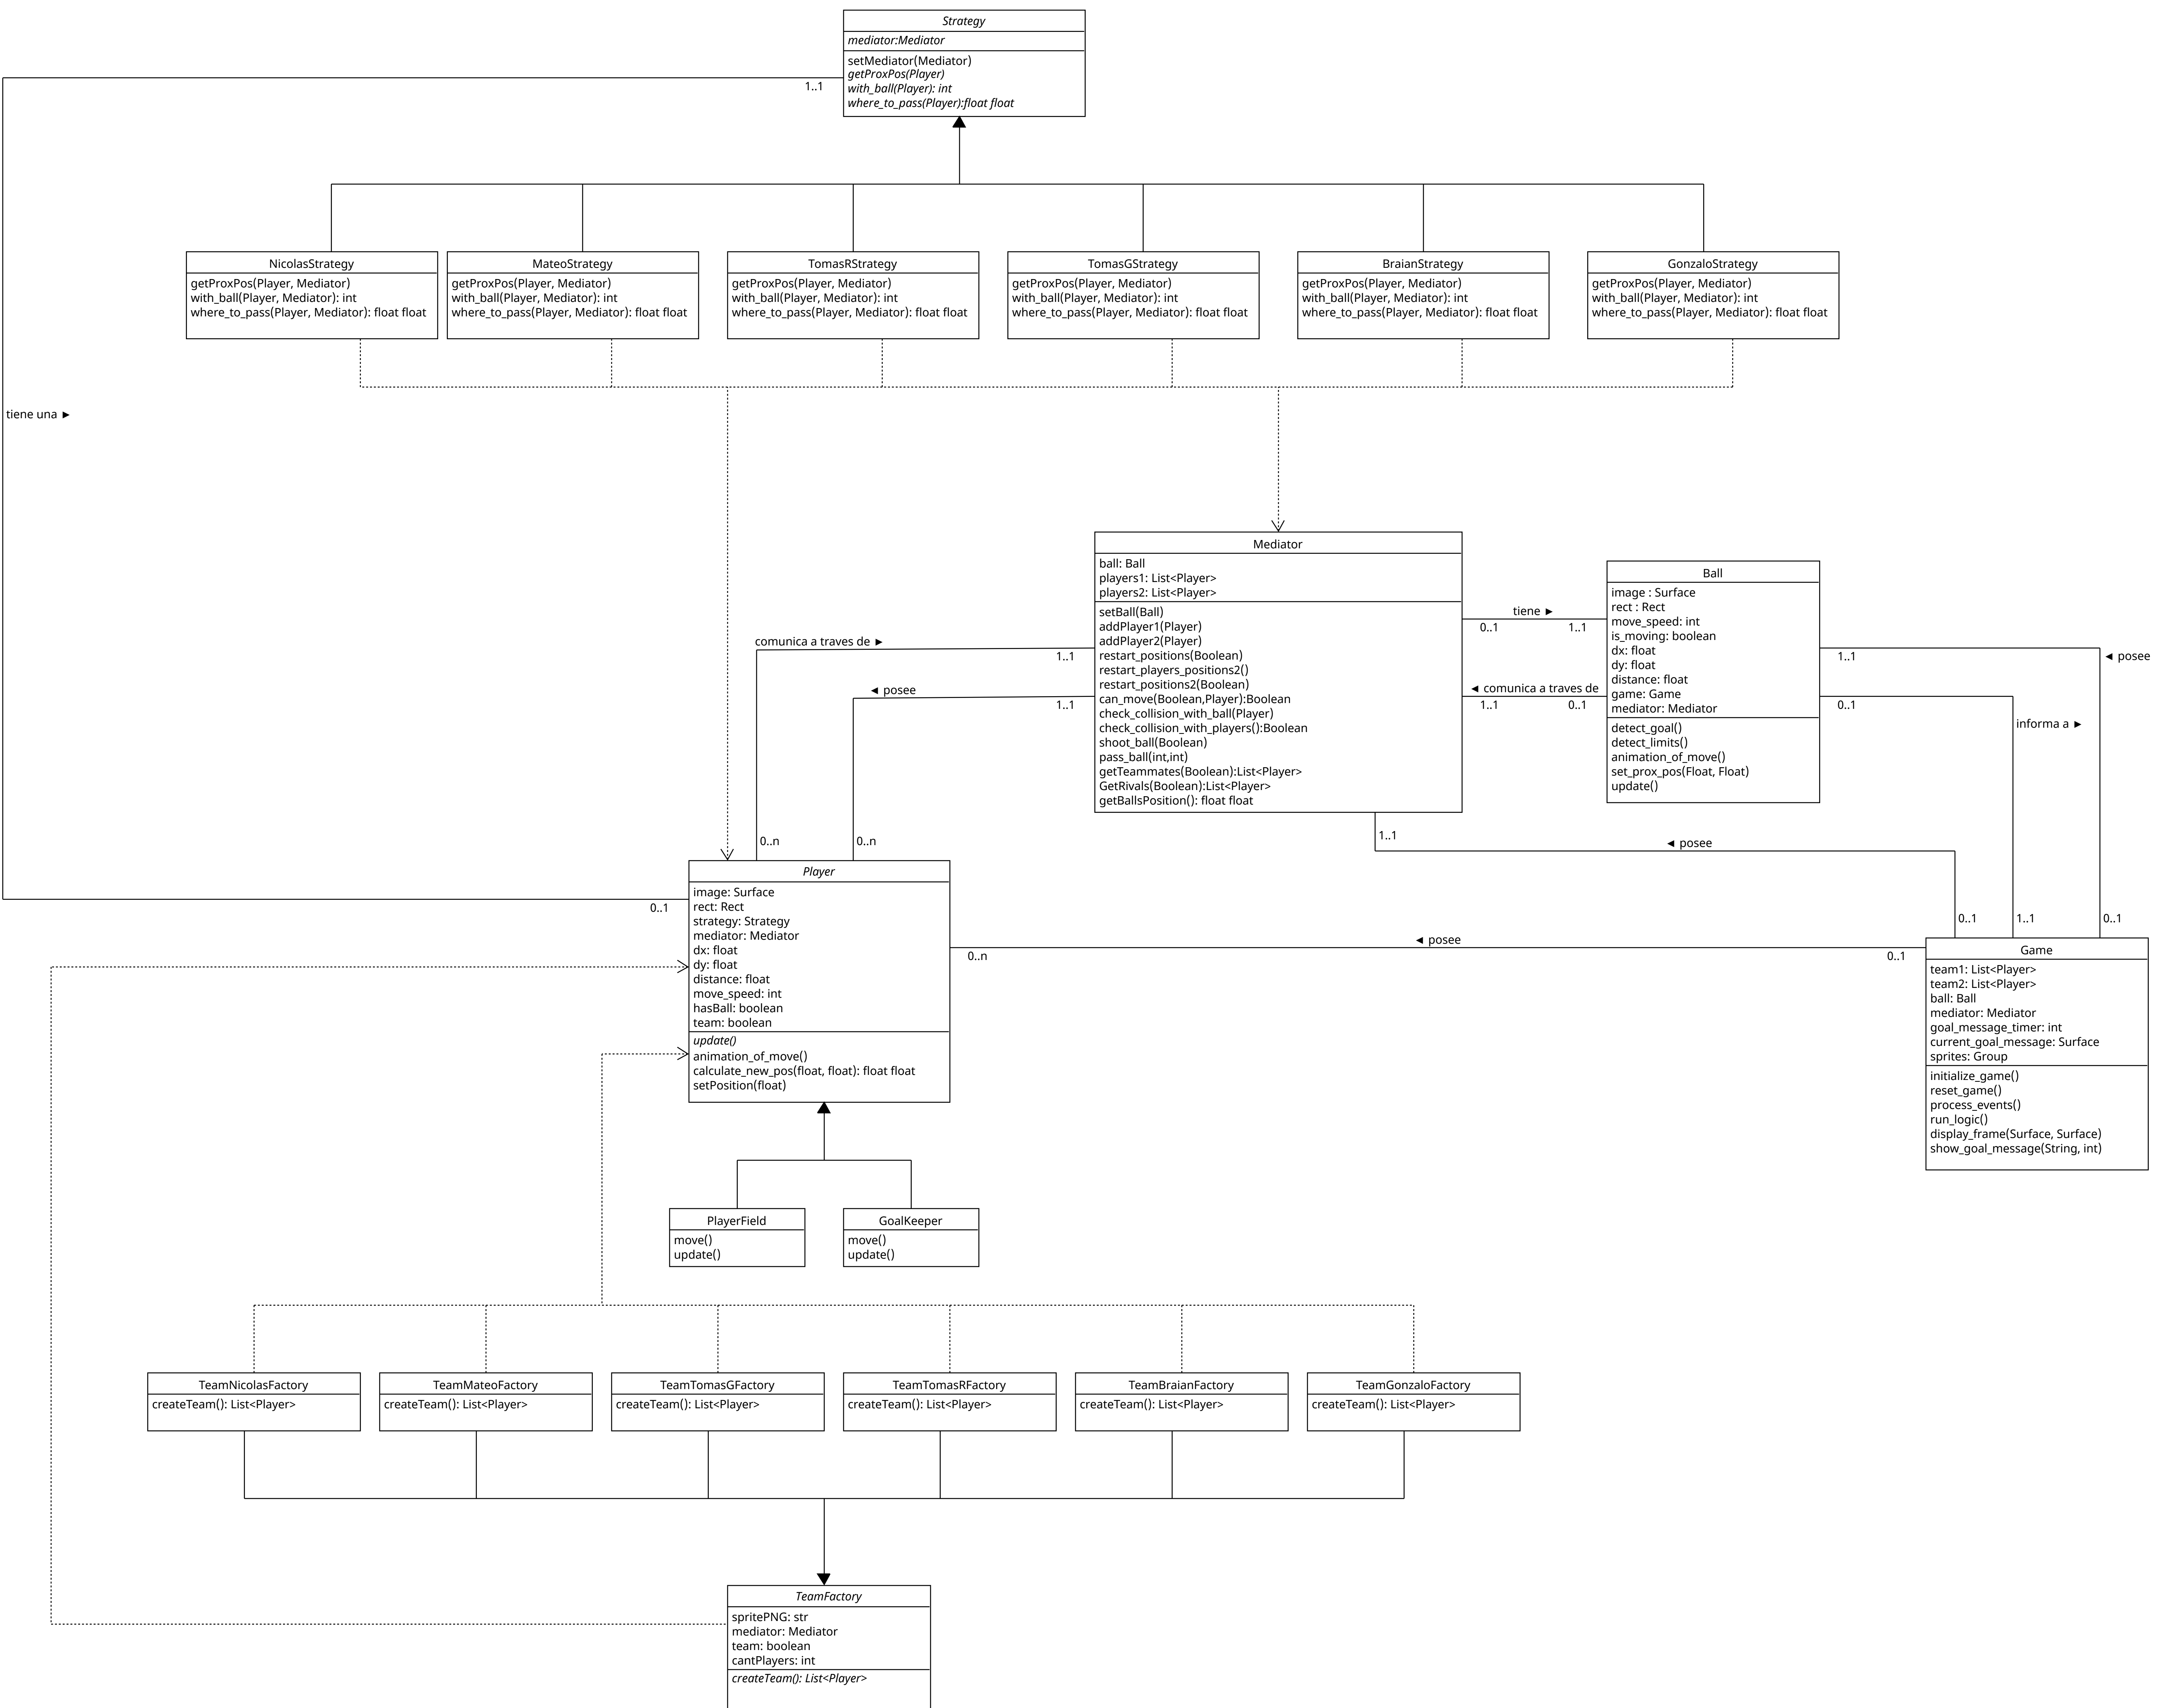 Strategy
mediator:Mediator
setMediator(Mediator)
getProxPos(Player)
with_ball(Player): int
where_to_pass(Player):float float
1..1
tiene una ►
NicolasStrategy
getProxPos(Player, Mediator)
with_ball(Player, Mediator): int
where_to_pass(Player, Mediator): float float
MateoStrategy
getProxPos(Player, Mediator)
with_ball(Player, Mediator): int
where_to_pass(Player, Mediator): float float
TomasRStrategy
getProxPos(Player, Mediator)
with_ball(Player, Mediator): int
where_to_pass(Player, Mediator): float float
TomasGStrategy
getProxPos(Player, Mediator)
with_ball(Player, Mediator): int
where_to_pass(Player, Mediator): float float
BraianStrategy
getProxPos(Player, Mediator)
with_ball(Player, Mediator): int
where_to_pass(Player, Mediator): float float
GonzaloStrategy
getProxPos(Player, Mediator)
with_ball(Player, Mediator): int
where_to_pass(Player, Mediator): float float
Mediator
ball: Ball
players1: List<Player>
players2: List<Player>
setBall(Ball)
addPlayer1(Player)
addPlayer2(Player)
restart_positions(Boolean)
restart_players_positions2()
restart_positions2(Boolean)
can_move(Boolean,Player):Boolean
check_collision_with_ball(Player)
check_collision_with_players():Boolean
shoot_ball(Boolean)
pass_ball(int,int)
getTeammates(Boolean):List<Player>
GetRivals(Boolean):List<Player>
getBallsPosition(): float float
tiene ►
0..1
1..1
◄ comunica a traves de
1..1
0..1
Ball
image : Surface
rect : Rect
move_speed: int
is_moving: boolean
dx: float
dy: float
distance: float
game: Game
mediator: Mediator
detect_goal()
detect_limits()
animation_of_move()
set_prox_pos(Float, Float)
update()
1..1
◄ posee
0..1
informa a ►
comunica a traves de ►
1..1
◄ posee
1..1
0..n
0..n
1..1
◄ posee
0..1
1..1
0..1
0..1
Player
image: Surface
rect: Rect
strategy: Strategy
mediator: Mediator
dx: float
dy: float
distance: float
move_speed: int
hasBall: boolean
team: boolean
update()
animation_of_move()
calculate_new_pos(float, float): float float
setPosition(float)
◄ posee
0..n
0..1
Game
team1: List<Player>
team2: List<Player>
ball: Ball
mediator: Mediator
goal_message_timer: int
current_goal_message: Surface
sprites: Group
initialize_game()
reset_game()
process_events()
run_logic()
display_frame(Surface, Surface)
show_goal_message(String, int)
PlayerField
move()
update()
GoalKeeper
move()
update()
TeamNicolasFactory
createTeam(): List<Player>
TeamMateoFactory
createTeam(): List<Player>
TeamTomasGFactory
createTeam(): List<Player>
TeamTomasRFactory
createTeam(): List<Player>
TeamBraianFactory
createTeam(): List<Player>
TeamGonzaloFactory
createTeam(): List<Player>
TeamFactory
spritePNG: str
mediator: Mediator
team: boolean
cantPlayers: int
createTeam(): List<Player>